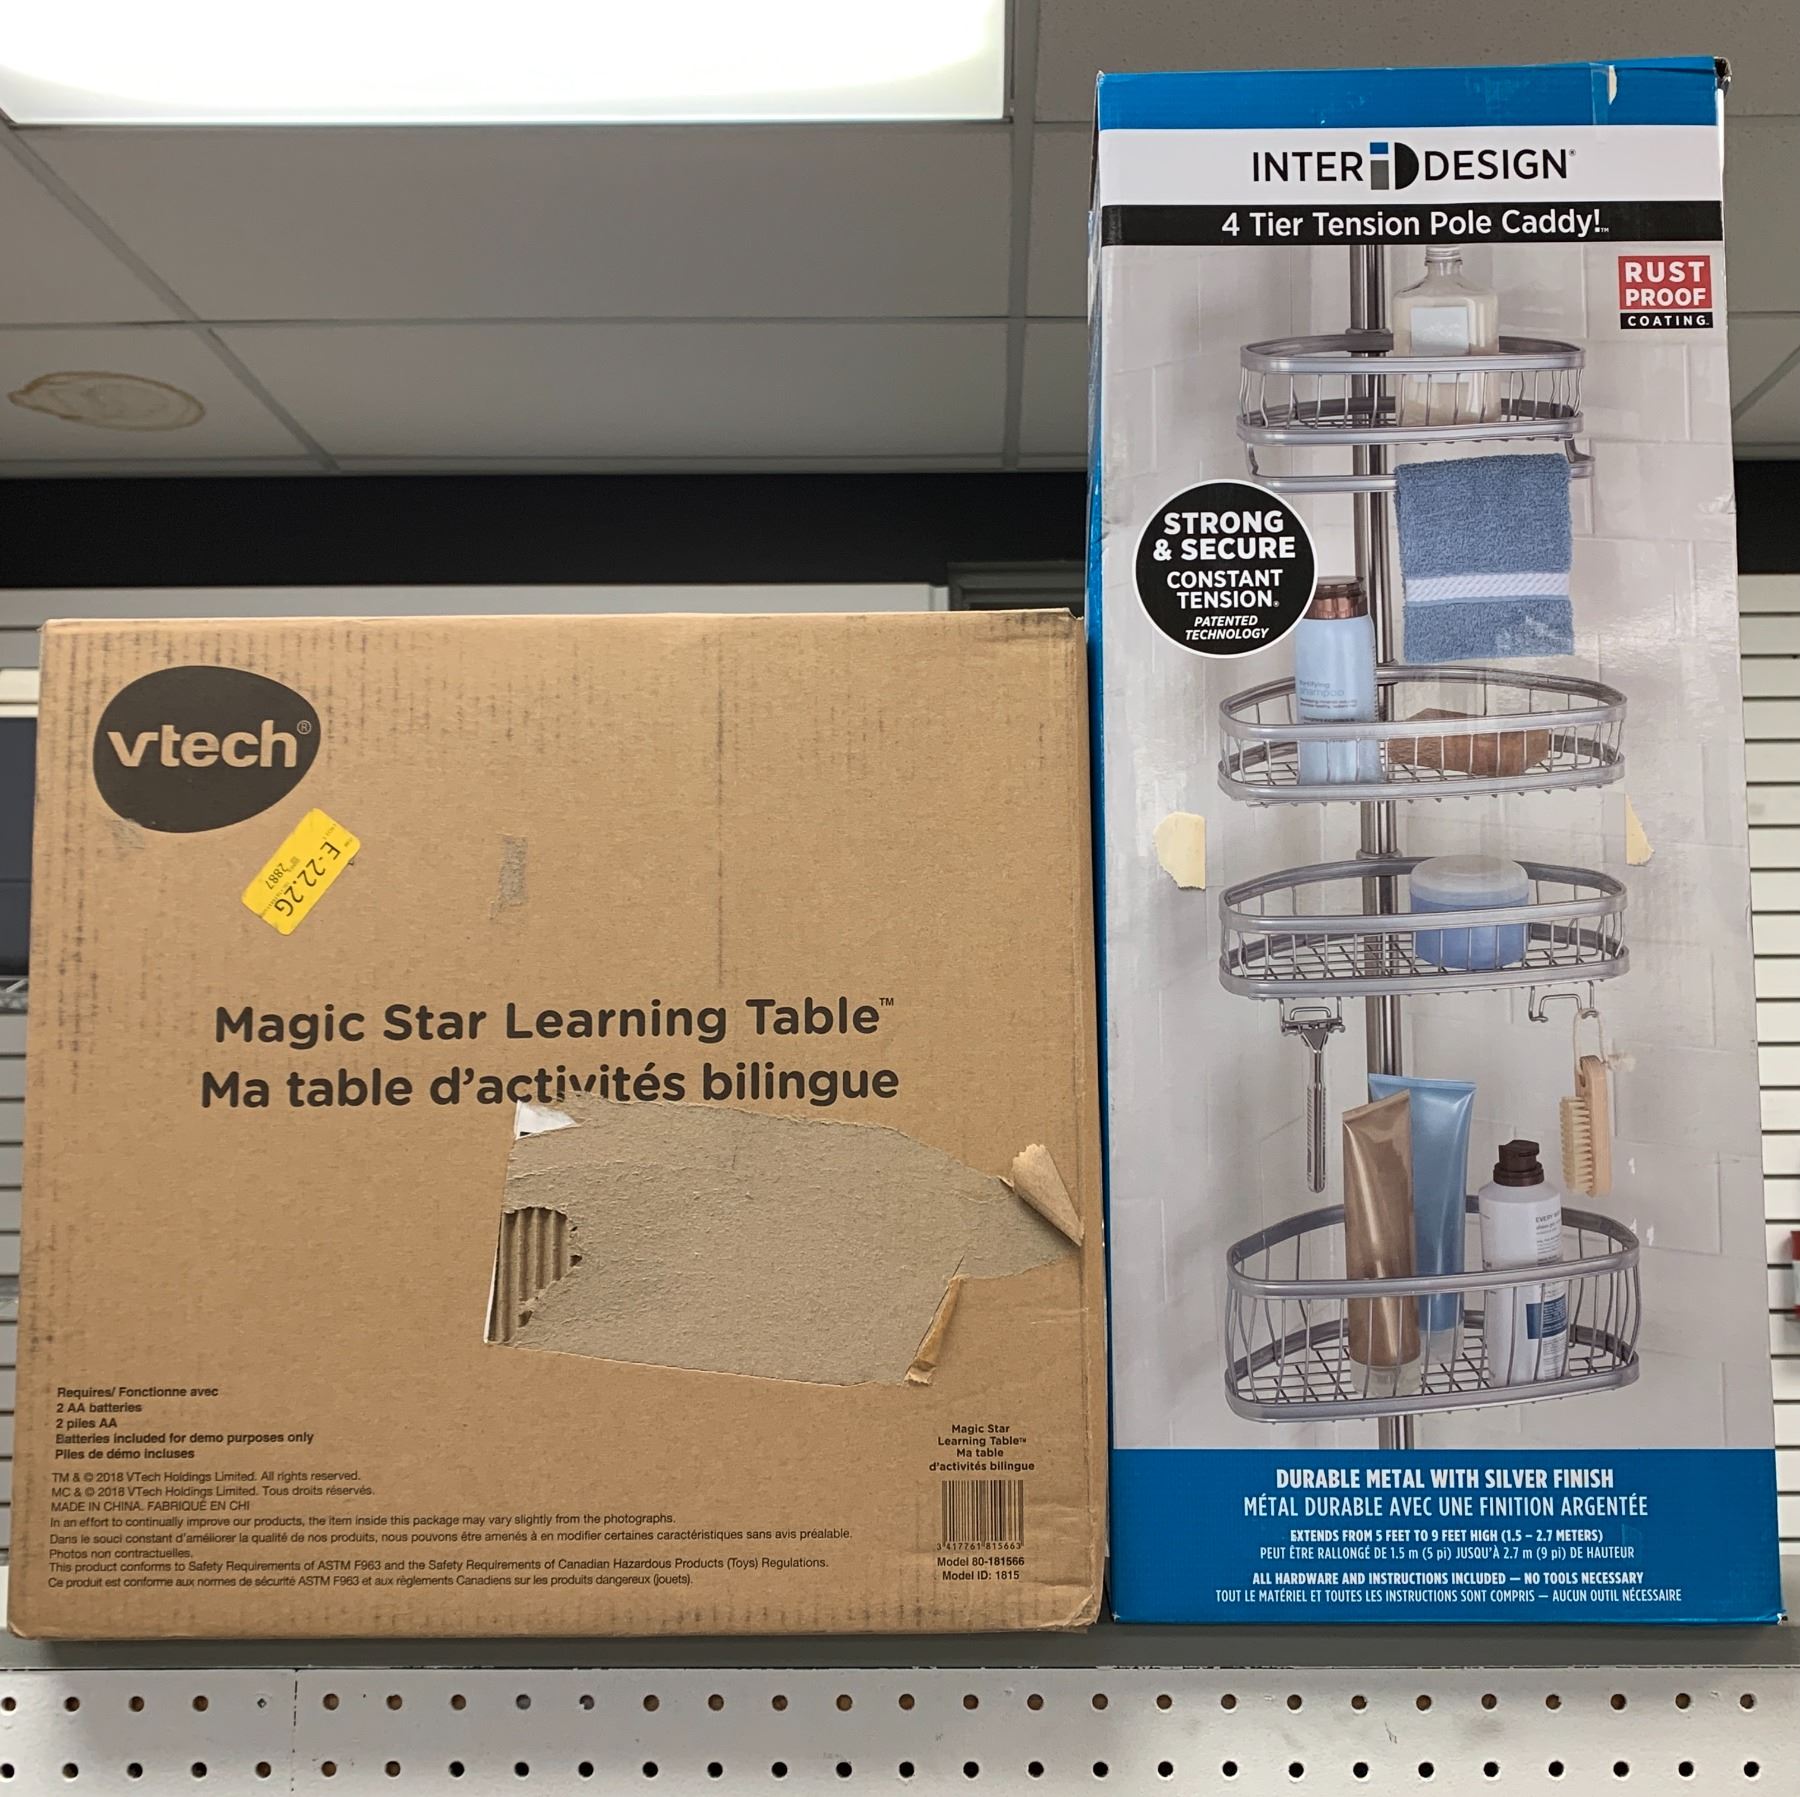 vtech®
E-22.2G
2887
Magic Star Learning Table™
Ma table d'activités bilingue
Requires/ Fonctionne avec
2 AA batteries
2 piles AA
Batteries included for demo purposes only
Piles de démo incluses
TM & © 2018 VTech Holdings Limited. All rights reserved.
MC & © 2018 VTech Holdings Limited. Tous droits réservés.
MADE IN CHINA. FABRIQUÉ EN CHI
In an effort to continually improve our products, the item inside this package may vary slightly from the photographs.
Dans le souci constant d'améliorer la qualité de nos produits, nous pouvons être amenés à en modifier certaines caractéristiques sans avis préalable.
Photos non contractuelles.
This product conforms to Safety Requirements of ASTM F963 and the Safety Requirements of Canadian Hazardous Products (Toys) Regulations.
Ce produit est conforme aux normes de sécurité ASTM F963 et aux règlements Canadiens sur les produits dangereux (jouets).
Magic Star
Learning Table™
Ma table
d'activités bilingue
3 417761 815663
Model 80-181566
Model ID: 1815
INTER DESIGN®
4 Tier Tension Pole Caddy!™
RUST
PROOF
COATING
STRONG
& SECURE
CONSTANT
TENSION®
PATENTED
TECHNOLOGY
shampoo
DURABLE METAL WITH SILVER FINISH
MÉTAL DURABLE AVEC UNE FINITION ARGENTÉE
EXTENDS FROM 5 FEET TO 9 FEET HIGH (1.5 – 2.7 METERS)
PEUT ÊTRE RALLONGÉ DE 1.5 m (5 pi) JUSQU'À 2.7 m (9 pi) DE HAUTEUR
ALL HARDWARE AND INSTRUCTIONS INCLUDED — NO TOOLS NECESSARY
TOUT LE MATÉRIEL ET TOUTES LES INSTRUCTIONS SONT COMPRIS — AUCUN OUTIL NÉCESSAIRE